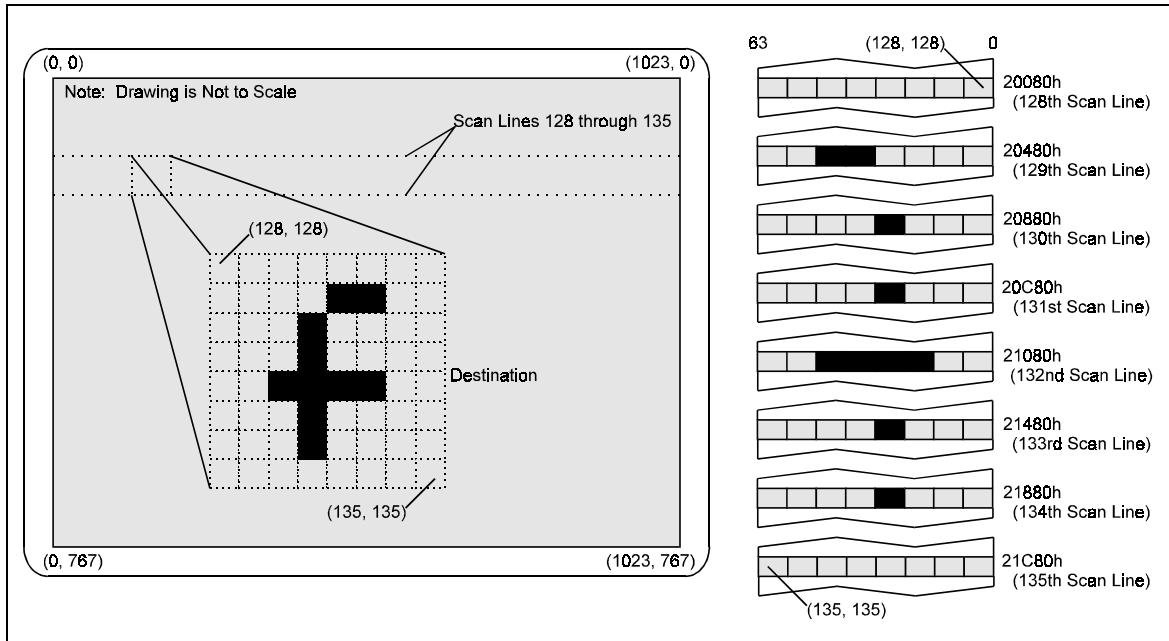 (0, 0)
(1023, 0)
Note: Drawing is Not to Scale
Scan Lines 128 through 135
(128, 128)
Destination
(135, 135)
(0, 767)
(1023, 767)
63
(128, 128)
0
20080h
(128th Scan Line)
20480h
(129th Scan Line)
20880h
(130th Scan Line)
20C80h
(131st Scan Line)
21080h
(132nd Scan Line)
21480h
(133rd Scan Line)
21880h
(134th Scan Line)
21C80h
(135th Scan Line)
(135, 135)